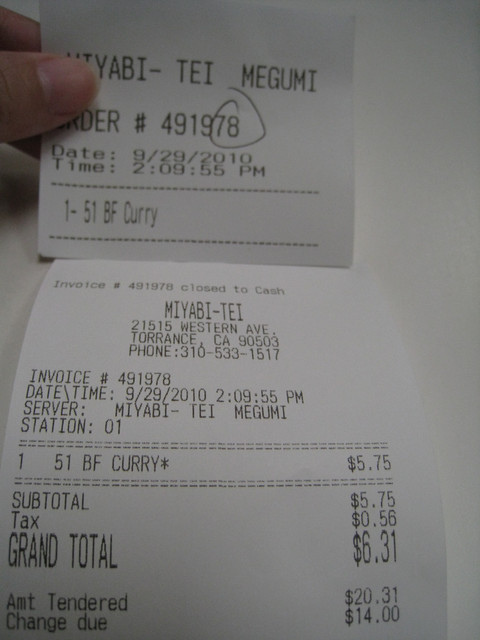 MIYABI- TEI MEGUMI
ORDER # 491978
Date: 9/29/2010
Time: 2:09:55 PM
1- 51 BF Curry
Invoice # 491978 closed to Cash
MIYABI-TEI
21515 WESTERN AVE.
TORRANCE, CA 90503
PHONE:310-533-1517
INVOICE # 491978
DATE\TIME: 9/29/2010 2:09:55 PM
SERVER: MIYABI- TEI MEGUMI
STATION: 01
1 51 BF CURRY* $5.75
SUBTOTAL $5.75
Tax $0.56
GRAND TOTAL $6.31
Amt Tendered $20.31
Change due $14.00